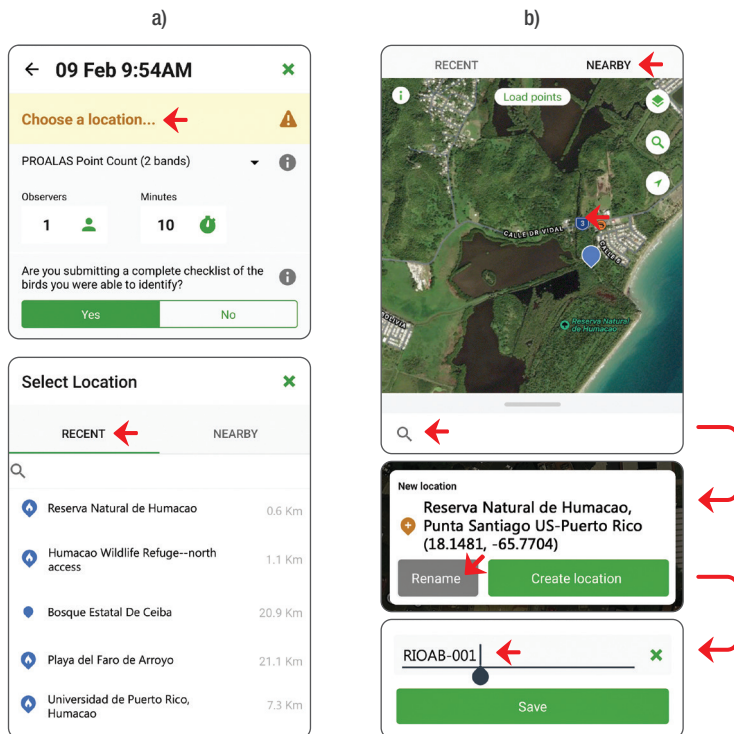 a)
09 Feb 9:54AM
Choose a location...
PROALAS Point Count (2 bands)
Observers
Minutes
1
10
Are you submitting a complete checklist of the
birds you were able to identify?
Yes
No
Select Location
RECENT
NEARBY
Reserva Natural de Humacao
0.6 Km
Humacao Wildlife Refuge--north
access
1.1 Km
Bosque Estatal De Ceiba
20.9 Km
Playa del Faro de Arroyo
21.1 Km
Universidad de Puerto Rico,
Humacao
7.3 Km
b)
RECENT
NEARBY
Load points
3
CALLE DR VIDAL
CALLE 5
OLIVIA
Reserva Natural
de Humacao
New location
Reserva Natural de Humacao,
Punta Santiago US-Puerto Rico
(18.1481, -65.7704)
Rename
Create location
RIOAB-001
Save